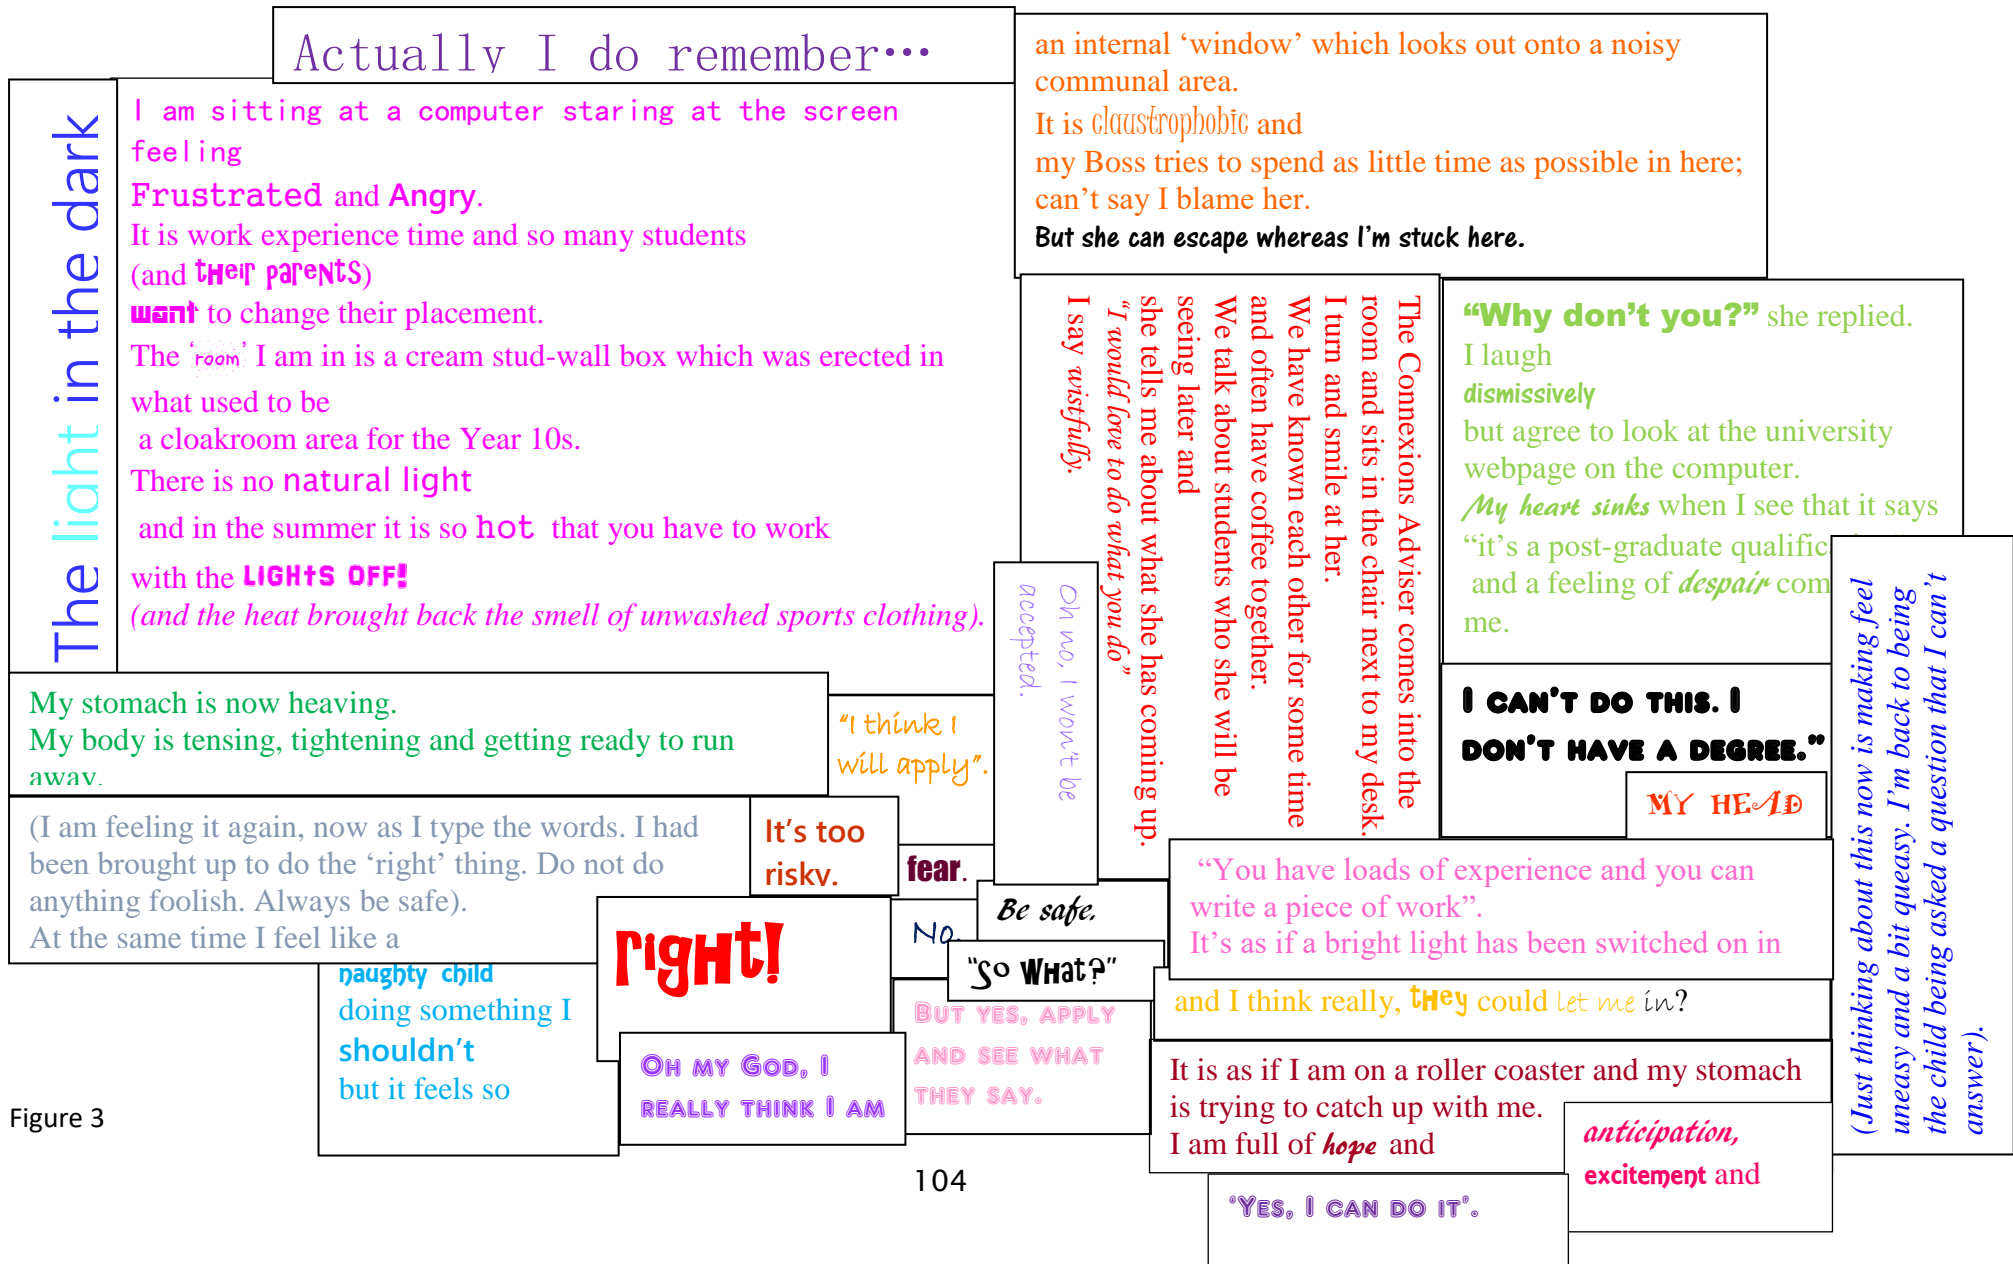 Actually I do remember…
The light in the dark
I am sitting at a computer staring at the screen
feeling
Frustrated and Angry.
It is work experience time and so many students
(and tHeir pareNtS)
want to change their placement.
The ‘room’ I am in is a cream stud-wall box which was erected in
what used to be
a cloakroom area for the Year 10s.
There is no natural light
and in the summer it is so hot that you have to work
with the LIGHtS OFF!
(and the heat brought back the smell of unwashed sports clothing).
an internal ‘window’ which looks out onto a noisy
communal area.
It is claustrophobic and
my Boss tries to spend as little time as possible in here;
can’t say I blame her.
But she can escape whereas I’m stuck here.
The Connexions Adviser comes into the
room and sits in the chair next to my desk.
I turn and smile at her.
We have known each other for some time
and often have coffee together.
We talk about students who she will be
seeing later and
she tells me about what she has coming up.
“I would love to do what you do”
I say wistfully.
“Why don’t you?” she replied.
I laugh
dismissively
but agree to look at the university
webpage on the computer.
My heart sinks when I see that it says
“it’s a post-graduate
and a feeling of despair com
me.
I CAN’T DO THIS. I
DON’T HAVE A DEGREE.”
MY HEAD
(Just thinking about this now is making feel
uneasy and a bit queasy. I’m back to being
the child being asked a question that I can’t
answer).
“You have loads of experience and you can
write a piece of work”.
It’s as if a bright light has been switched on in
and I think really, tHey could let me in?
It is as if I am on a roller coaster and my stomach
is trying to catch up with me.
I am full of hope and
anticipation,
excitement and
‘YES, I CAN DO IT’.
Oh no, I won’t be
accepted.
“I think I
will apply”.
My stomach is now heaving.
My body is tensing, tightening and getting ready to run
away.
(I am feeling it again, now as I type the words. I had
been brought up to do the ‘right’ thing. Do not do
anything foolish. Always be safe).
At the same time I feel like a
naughty child
doing something I
shouldn’t
but it feels so
rigHt!
It’s too
risky.
fear.
No.
Be safe.
“So WHat?”
BUT YES, APPLY
AND SEE WHAT
THEY SAY.
OH MY GOD, I
REALLY THINK I AM
Figure 3
104